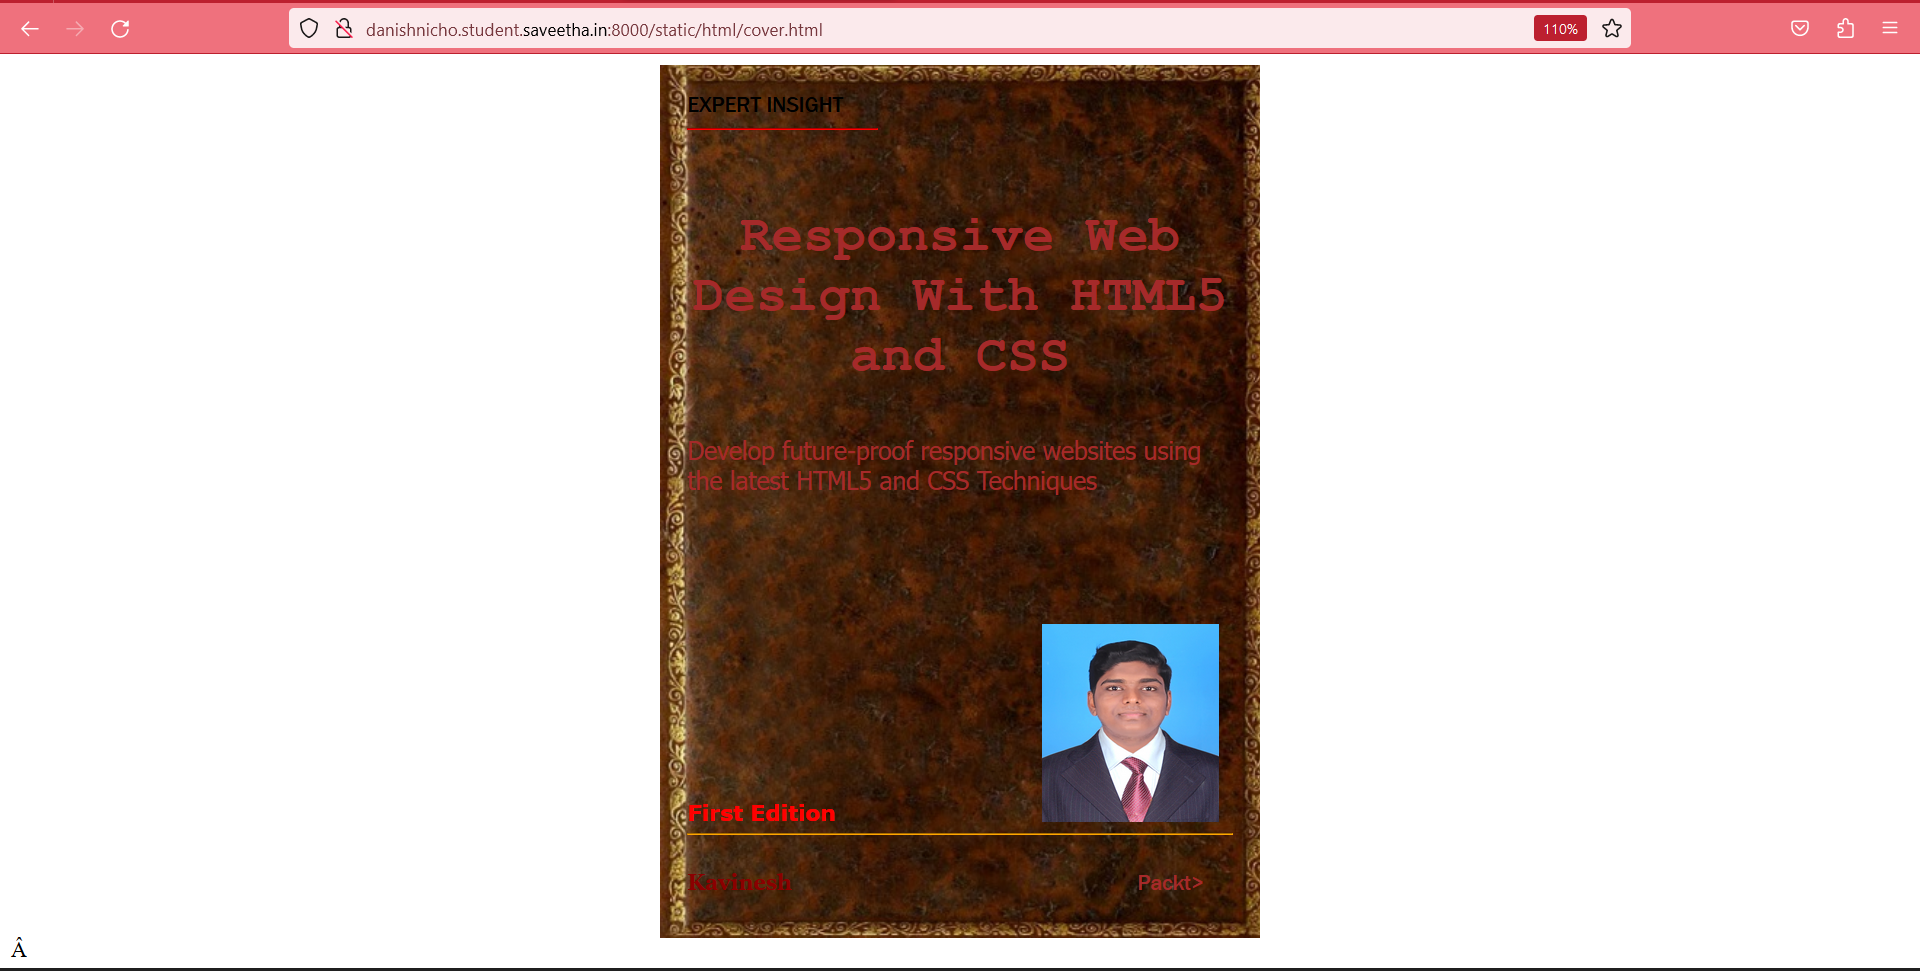 danishnicho.student.saveetha.in:8000/static/html/cover.html
110%
EXPERT INSIGHT
Responsive Web
Design With HTML5
and CSS
Develop future-proof responsive websites using
the latest HTML5 and CSS Techniques
First Edition
Kavinesh
Packt>
Â